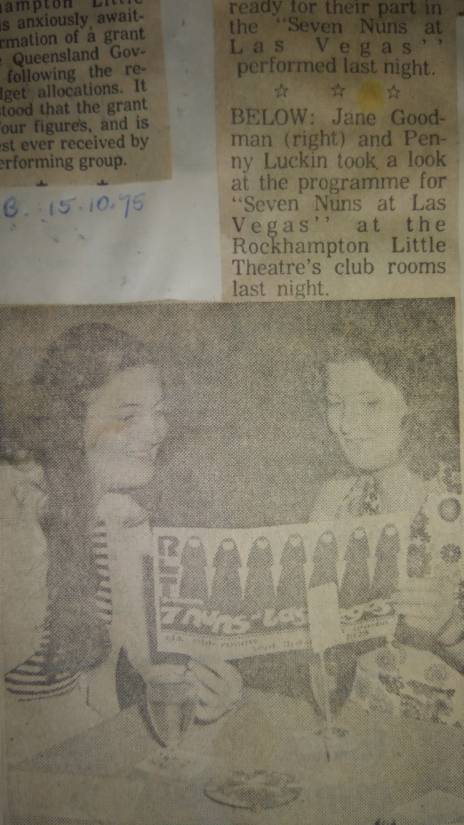 ampton Little
s anxiously await-
rmation of a grant
Queensland Gov-
following the re-
dget allocations. It
stood that the grant
our figures, and is
est ever received by
erforming group.
B. 15.10.75
ready for their part in
the "Seven Nuns at
Las Vegas"
performed last night.
BELOW: Jane Good-
man (right) and Pen-
ny Luckin took a look
at the programme for
"Seven Nuns at Las
Vegas" at the
Rockhampton Little
Theatre's club rooms
last night.
RLT
7 nuns at Las